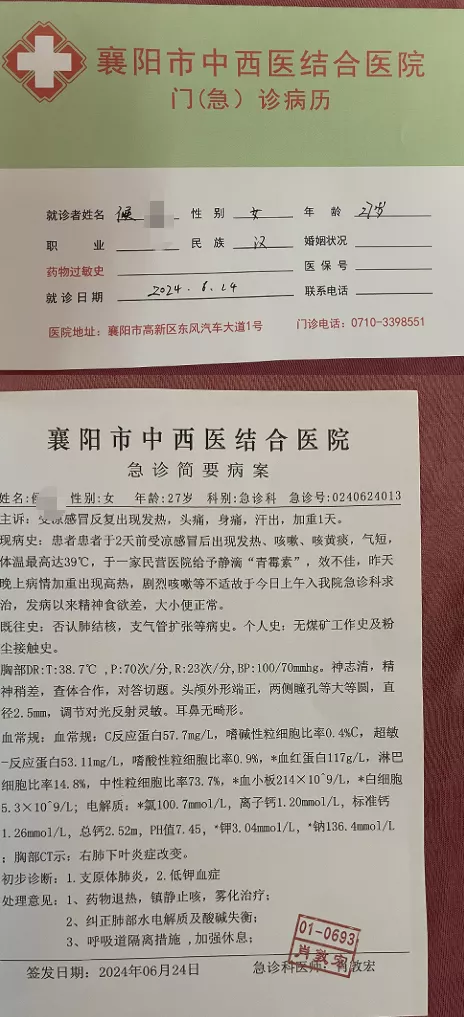 襄阳市中西医结合医院
门(急)诊病历
就诊者姓名 侯 性别 女 年龄 27岁
职业 民族 汉 婚姻状况
药物过敏史 医保号
就诊日期 2024.6.24 联系电话
医院地址：襄阳市高新区东风汽车大道1号 门诊电话：0710-3398551
襄阳市中西医结合医院
急诊简要病案
姓名:侯 性别:女 年龄:27岁 科别:急诊科 急诊号:0240624013
主诉：受凉感冒反复出现发热，头痛，身痛，汗出，加重1天。
现病史：患者患者于2天前受凉感冒后出现发热、咳嗽、咳黄痰，气短，
体温最高达39℃，于一家民营医院给予静滴“青霉素”，效不佳，昨天
晚上病情加重出现高热，剧烈咳嗽等不适故于今日上午入我院急诊科求
治，发病以来精神食欲差，大小便正常。
既往史：否认肺结核，支气管扩张等病史。个人史：无煤矿工作史及粉
尘接触史。
胸部DR:T:38.7℃ ,P:70次/分,R:23次/分,BP:100/70mmhg。神志清，精
神稍差，查体合作，对答切题。头颅外形端正，两侧瞳孔等大等圆，直
径2.5mm，调节对光反射灵敏。耳鼻无畸形。
血常规：血常规：C反应蛋白57.7mg/L，嗜碱性粒细胞比率0.4%C，超敏
-反应蛋白53.11mg/L，嗜酸性粒细胞比率0.9%，*血红蛋白117g/L，淋巴
细胞比率14.8%，中性粒细胞比率73.7%，*血小板214×10^9/L，*白细胞
5.3×10^9/L；电解质：*氯100.7mmol/L，离子钙1.20mmol/L，标准钙
1.26mmol/L，总钙2.52m，PH值7.45，*钾3.04mmol/L，*钠136.4mmol/L
；胸部CT示：右肺下叶炎症改变。
初步诊断：1.支原体肺炎，2.低钾血症
处理意见：1、药物退热，镇静止咳，雾化治疗；
2、纠正肺部水电解质及酸碱失衡；
3、呼吸道隔离措施，加强休息；
01-0693
肖敦宏
签发日期：2024年06月24日 急诊科医师：肖敦宏